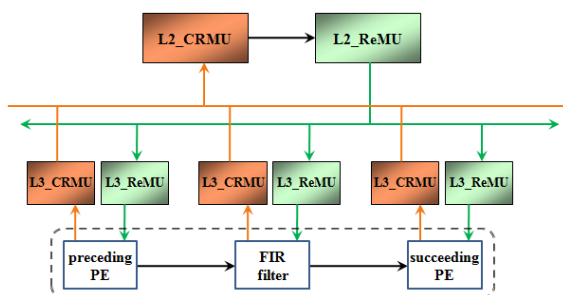 L2_CRMU
L2_ReMU
L3_CRMU
L3_ReMU
L3_CRMU
L3_ReMU
L3_CRMU
L3_ReMU
preceding
PE
FIR
filter
succeeding
PE